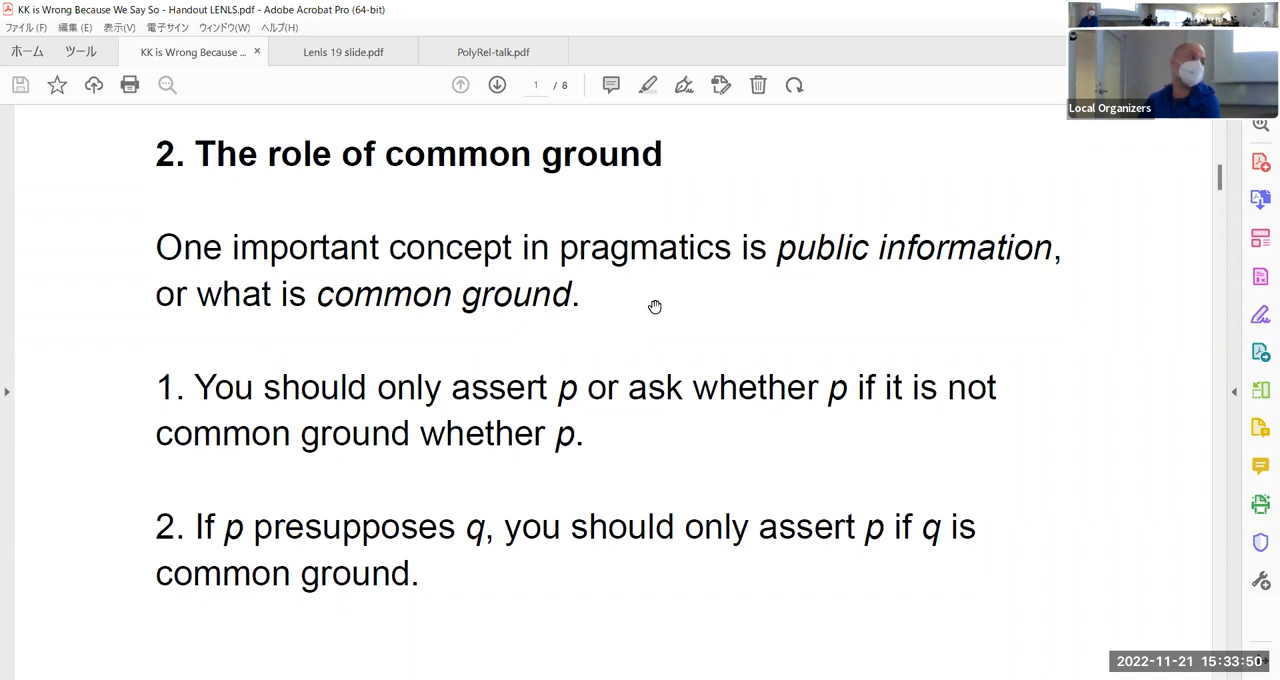 KK is Wrong Because We Say So - Handout LENLS.pdf - Adobe Acrobat Pro (64-bit)
ファイル(F) 編集(E) 表示(V) 電子サイン ウィンドウ(W) ヘルプ(H)
ホーム ツール KK is Wrong Because ... × Lenls 19 slide.pdf PolyRel-talk.pdf
1 / 8
Local Organizers
2. The role of common ground
One important concept in pragmatics is public information,
or what is common ground.
1. You should only assert p or ask whether p if it is not
common ground whether p.
2. If p presupposes q, you should only assert p if q is
common ground.
2022-11-21 15:33:50